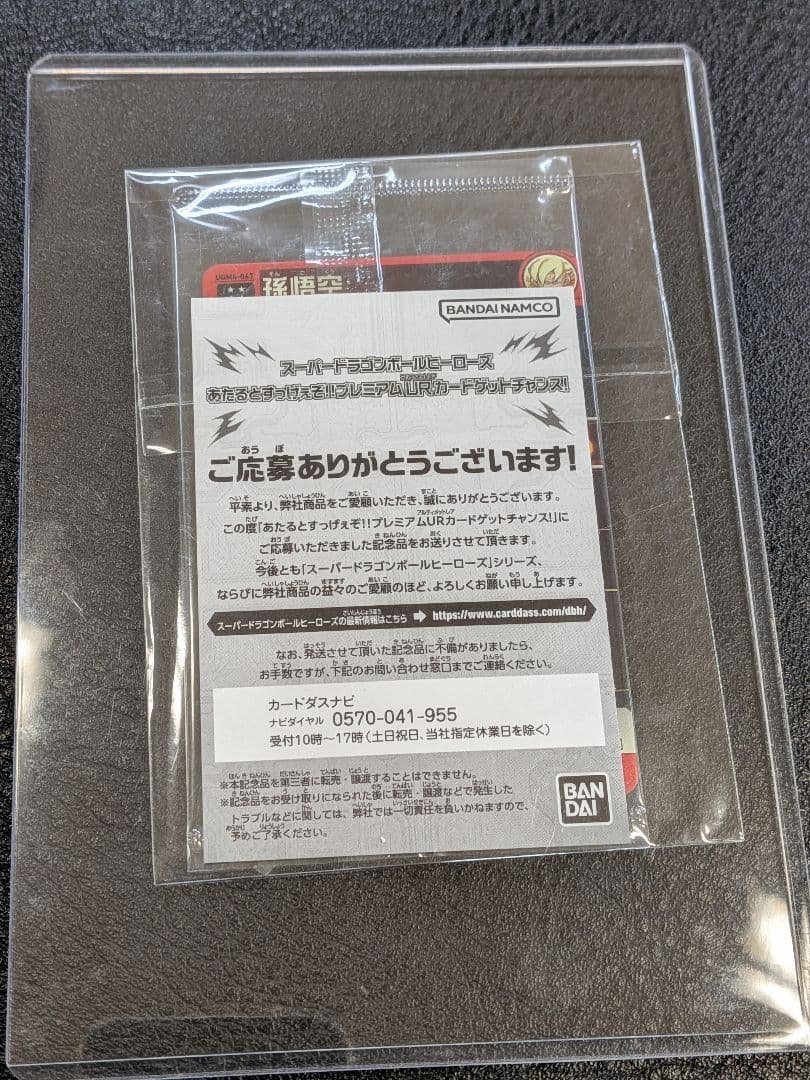 UGM4-067
孫悟空
BANDAI NAMCO
スーパードラゴンボールヒーローズ
あたるとすっげぇぞ!!プレミアムURカードゲットチャンス!
ご応募ありがとうございます!
平素より、弊社商品をご愛顧いただき、誠にありがとうございます。
この度「あたるとすっげぇぞ!!プレミアムURカードゲットチャンス!」に
ご応募いただきました記念品をお送りさせて頂きます。
今後とも「スーパードラゴンボールヒーローズ」シリーズ、
ならびに弊社商品の益々のご愛顧のほど、よろしくお願い申し上げます。
スーパードラゴンボールヒーローズの最新情報はこちら ➡ https://www.carddass.com/dbh/
なお、発送させて頂いた記念品に不備がありましたら、
お手数ですが、下記のお問い合わせ窓口までご連絡ください。
カードダスナビ
ナビダイヤル 0570-041-955
受付10時〜17時(土日祝日、当社指定休業日を除く)
※本記念品を第三者に転売・譲渡することはできません。
※記念品をお受け取りになられた後に転売・譲渡などで発生した
トラブルなどに関しては、弊社では一切責任を負いかねますので、
予めご了承ください。
BAN
DAI